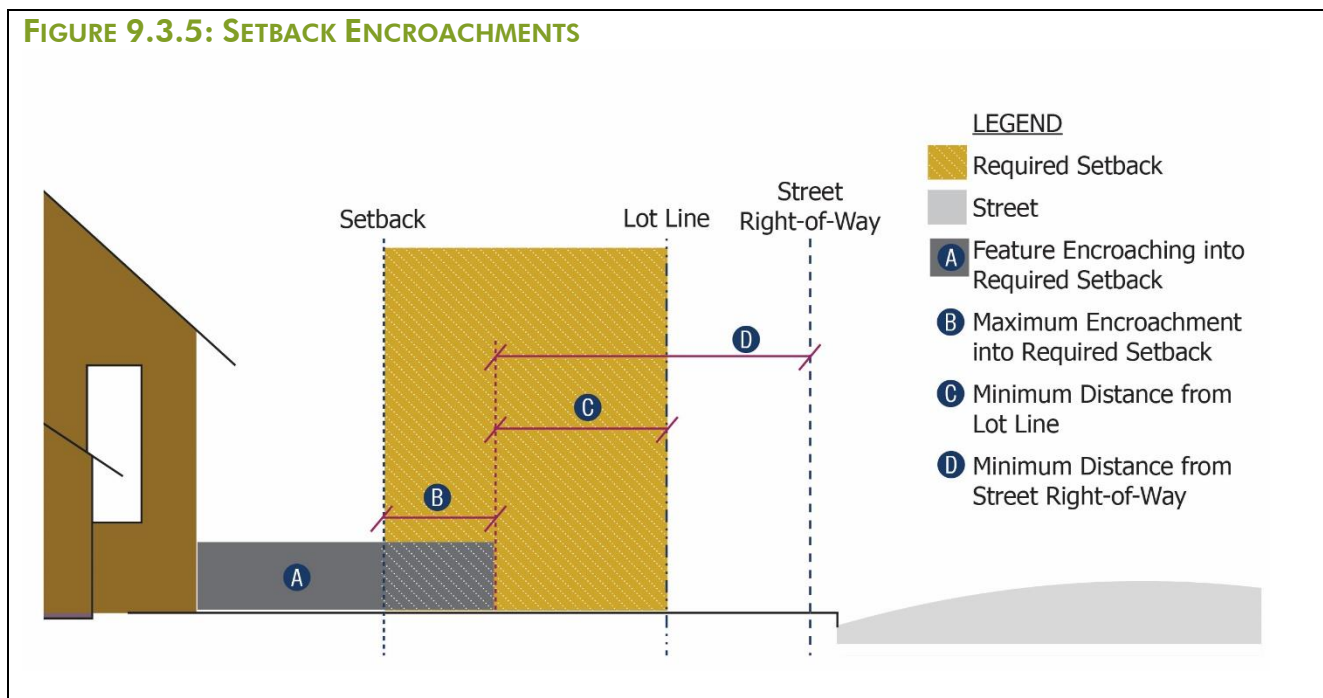 FIGURE 9.3.5: SETBACK ENCROACHMENTS
Setback
Lot Line
Street
Right-of-Way
D
C
B
A
LEGEND
Required Setback
Street
A Feature Encroaching into
Required Setback
B Maximum Encroachment
into Required Setback
C Minimum Distance from
Lot Line
D Minimum Distance from
Street Right-of-Way